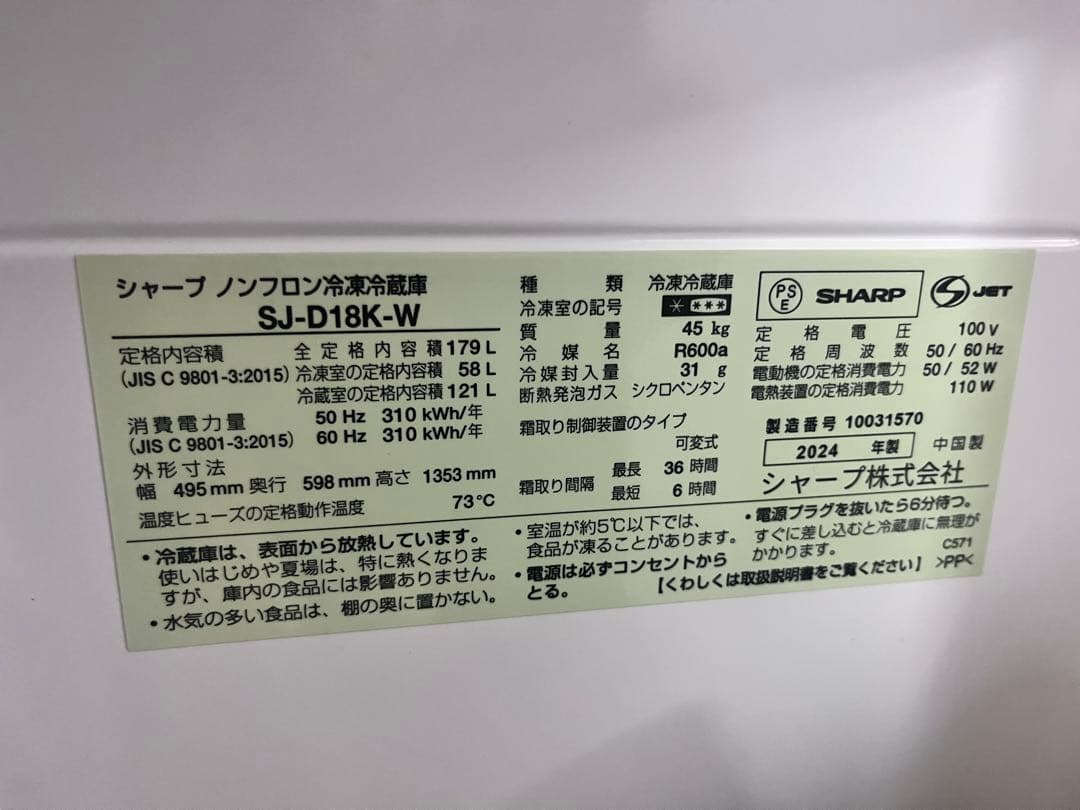 シャープ ノンフロン冷凍冷蔵庫
SJ-D18K-W
定格内容積 全定格内容積 179 L
(JIS C 9801-3:2015) 冷凍室の定格内容積 58 L
冷蔵室の定格内容積 121 L
消費電力量 50 Hz 310 kWh/年
(JIS C 9801-3:2015) 60 Hz 310 kWh/年
外形寸法
幅 495 mm 奥行 598 mm 高さ 1353 mm
温度ヒューズの定格動作温度 73℃
種類 冷凍冷蔵庫
冷凍室の記号 * ***
質量 45 kg
冷媒名 R600a
冷媒封入量 31 g
断熱発泡ガス シクロペンタン
霜取り制御装置のタイプ
可変式
霜取り間隔 最長 36 時間
最短 6 時間
PS E SHARP S JET
定格電圧 100 V
定格周波数 50 / 60 Hz
電動機の定格消費電力 50 / 52 W
電熱装置の定格消費電力 110 W
製造番号 10031570
2024 年製 中国製
シャープ株式会社
・冷蔵庫は、表面から放熱しています。
使いはじめや夏場は、特に熱くなりま
すが、庫内の食品には影響ありません。
・水気の多い食品は、棚の奥に置かない。
・室温が約5℃以下では、
食品が凍ることがあります。
・電源は必ずコンセントから
とる。
・電源プラグを抜いたら6分待つ。
すぐに差し込むと冷蔵庫に無理が
かかります。 C571
【くわしくは取扱説明書をご覧ください】 >PP<